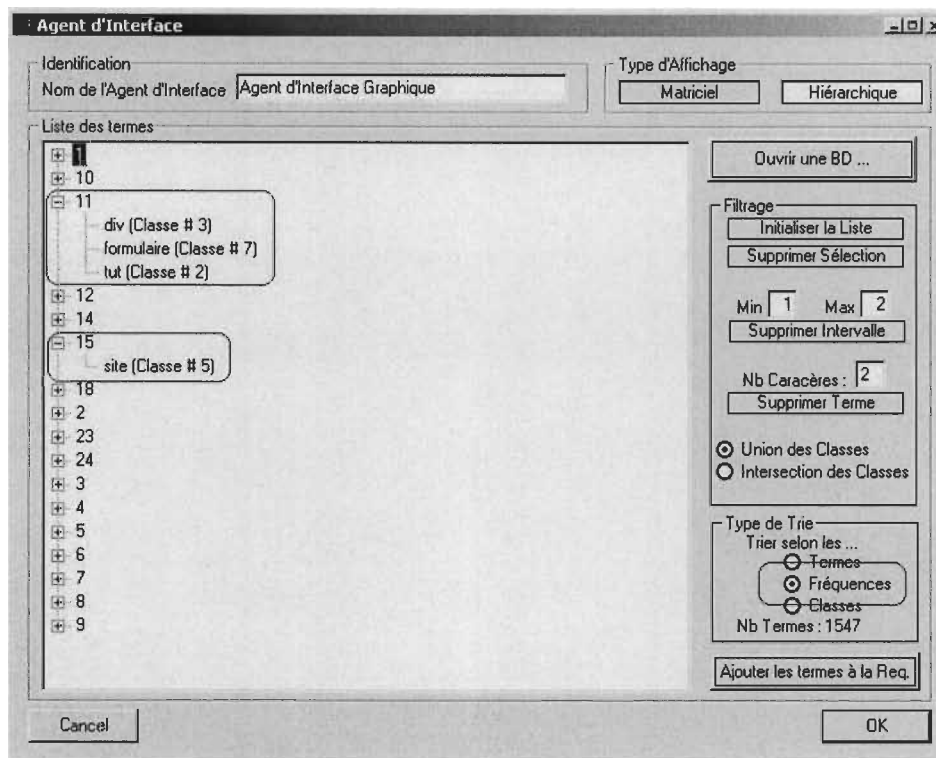 Agent d'Interface
Identification
Nom de l'Agent d'Interface Agent d'Interface Graphique
Type d'Affichage
Matriciel Hiérarchique
Liste des termes
1
10
11
div (Classe # 3)
formulaire (Classe # 7)
tut (Classe # 2)
12
14
15
site (Classe # 5)
18
2
23
24
3
4
5
6
7
8
9
Ouvrir une BD ...
Filtrage
Initialiser la Liste
Supprimer Sélection
Min 1 Max 2
Supprimer Intervalle
Nb Caracères : 2
Supprimer Terme
Union des Classes
Intersection des Classes
Type de Trie
Trier selon les ...
Termes
Fréquences
Classes
Nb Termes : 1547
Ajouter les termes à la Req.
Cancel OK